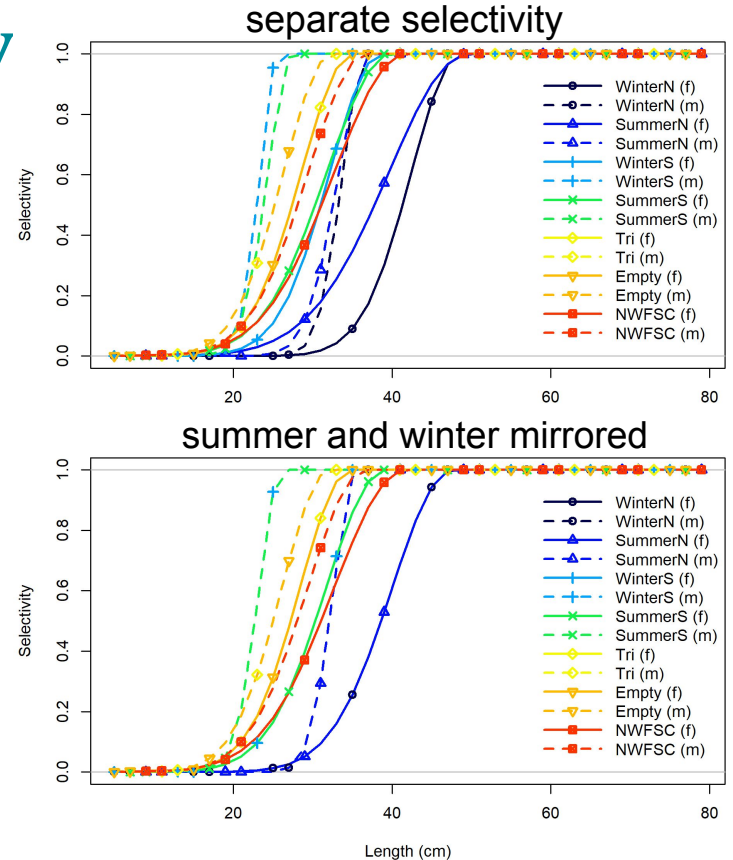 y
separate selectivity
Selectivity
1.0
0.8
0.6
0.4
0.2
0.0
WinterN (f)
WinterN (m)
SummerN (f)
SummerN (m)
WinterS (f)
WinterS (m)
SummerS (f)
SummerS (m)
Tri (f)
Tri (m)
Empty (f)
Empty (m)
NWFSC (f)
NWFSC (m)
20 40 60 80
summer and winter mirrored
Selectivity
1.0
0.8
0.6
0.4
0.2
0.0
WinterN (f)
WinterN (m)
SummerN (f)
SummerN (m)
WinterS (f)
WinterS (m)
SummerS (f)
SummerS (m)
Tri (f)
Tri (m)
Empty (f)
Empty (m)
NWFSC (f)
NWFSC (m)
20 40 60 80
Length (cm)